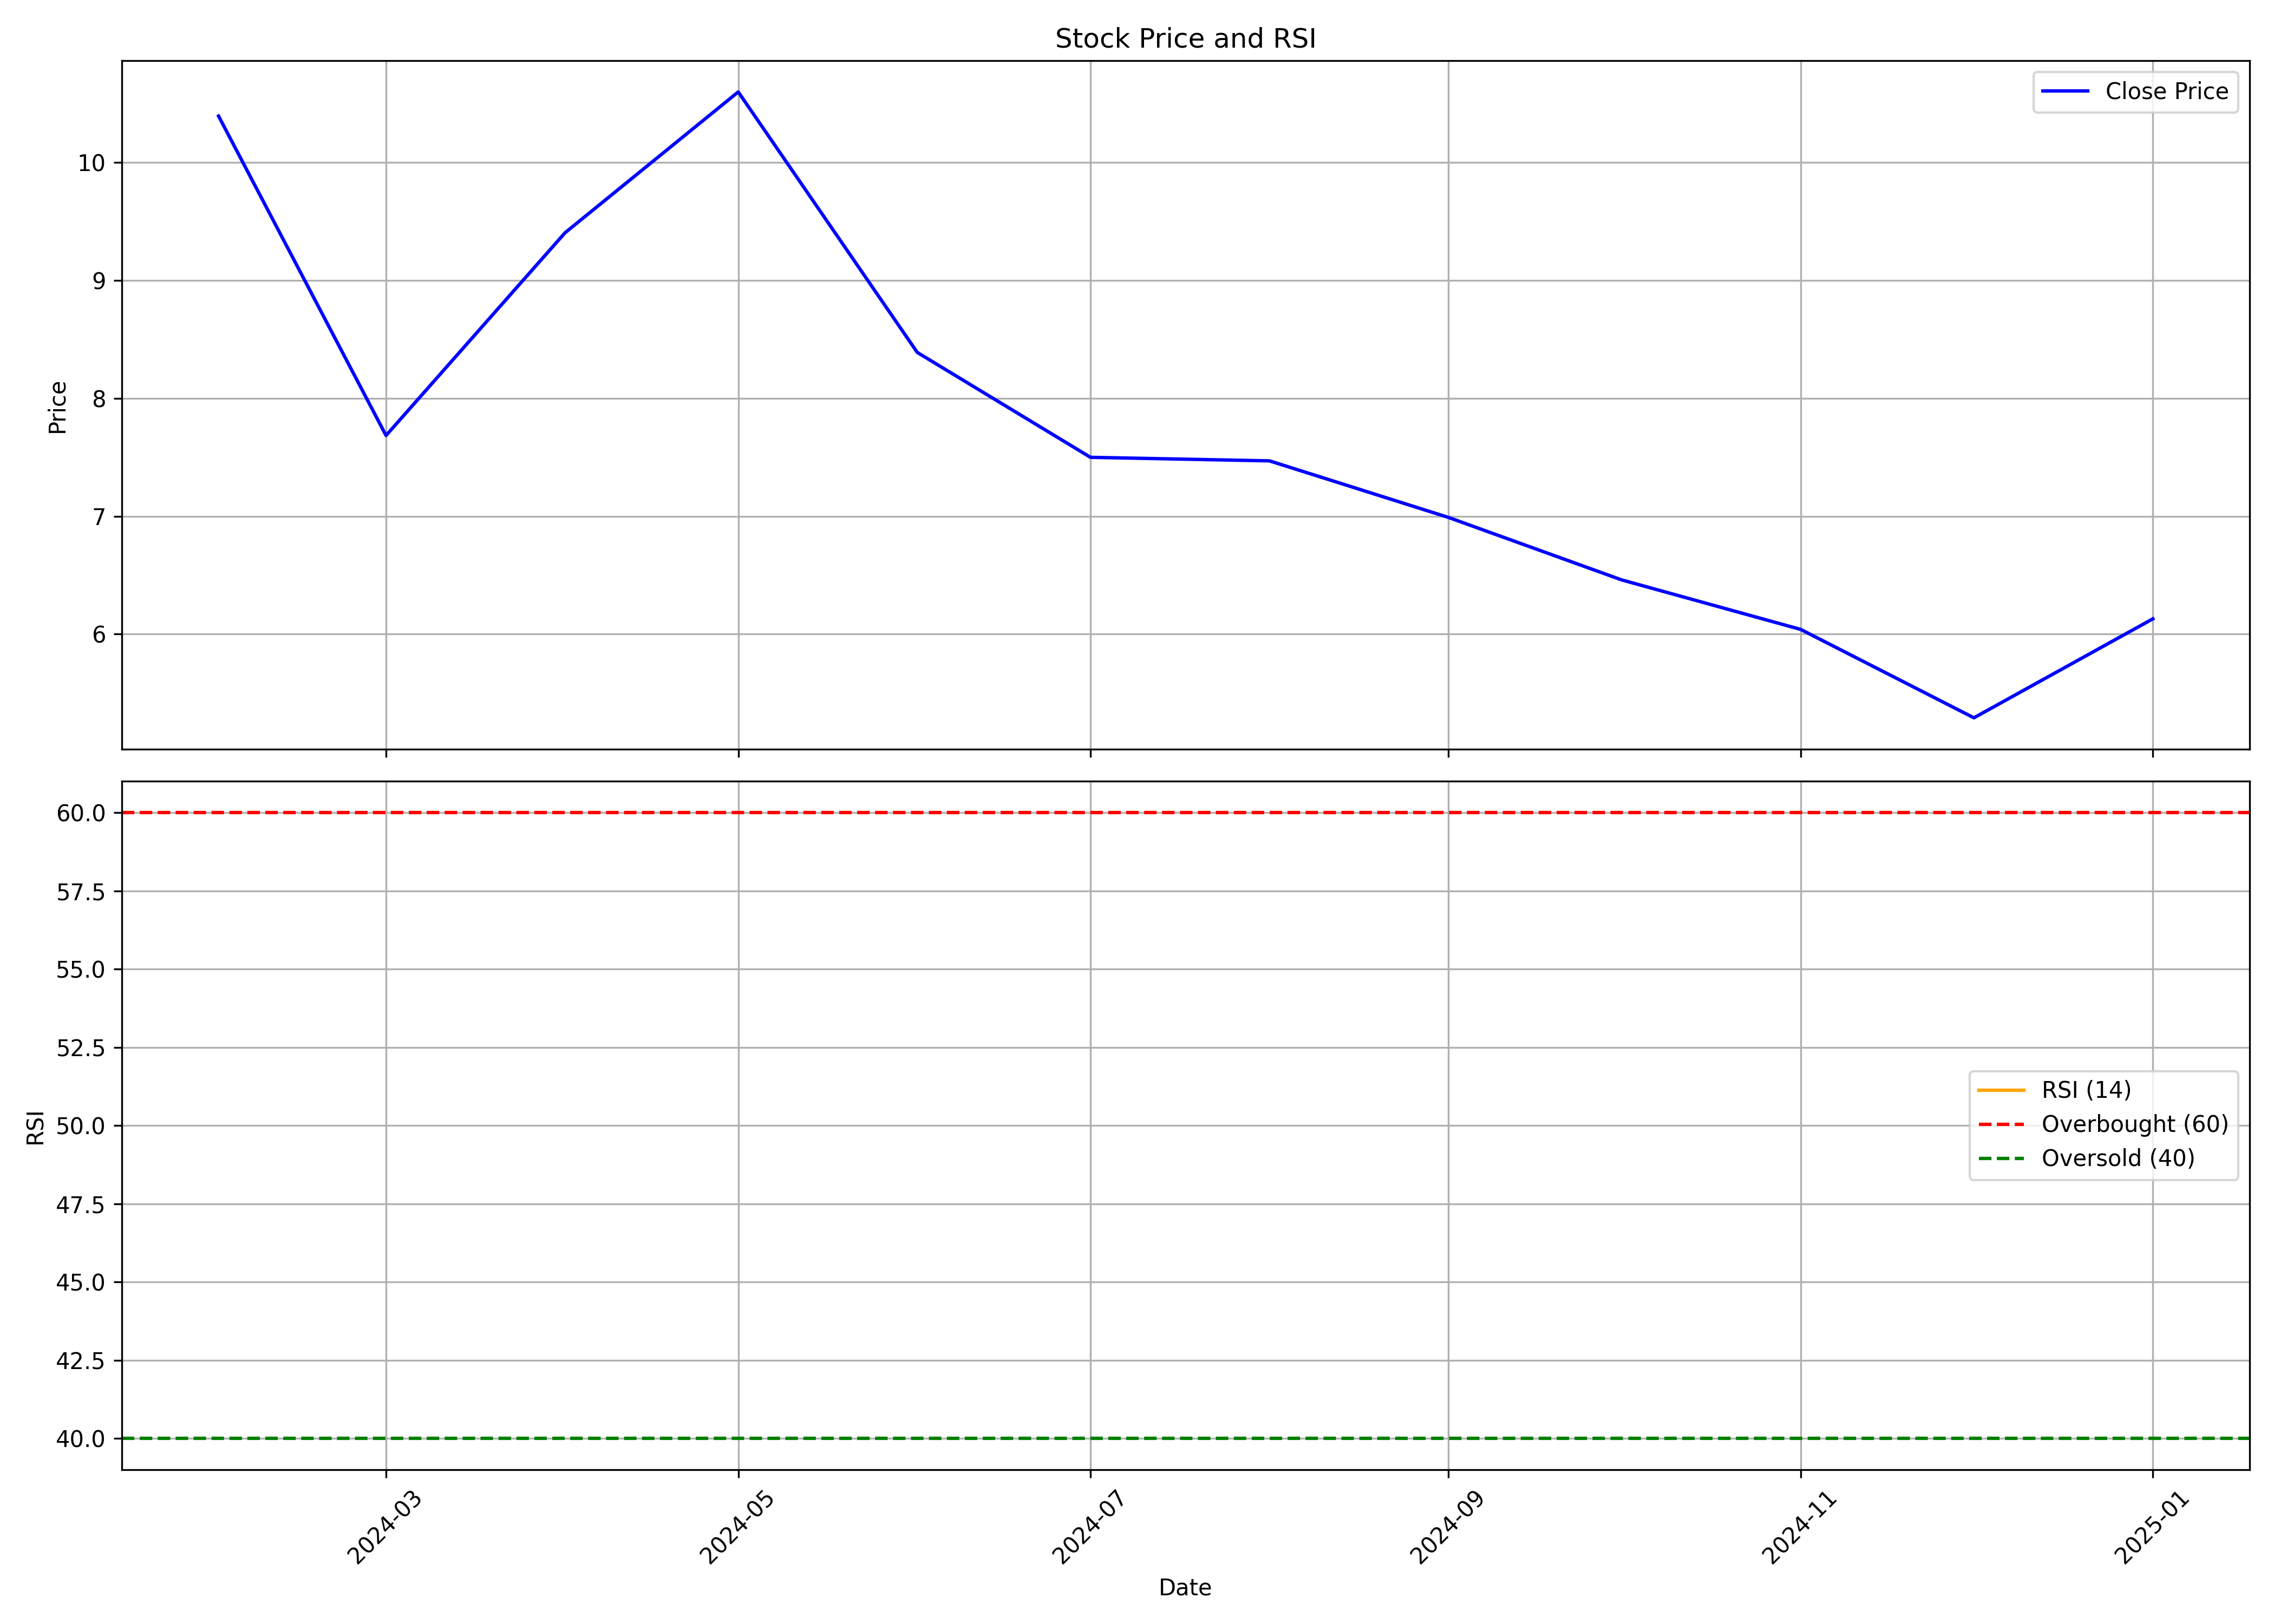 Stock Price and RSI
Close Price
Price
10
9
8
7
6
RSI
60.0
57.5
55.0
52.5
50.0
47.5
45.0
42.5
40.0
RSI (14)
Overbought (60)
Oversold (40)
2024-03
2024-05
2024-07
2024-09
2024-11
2025-01
Date